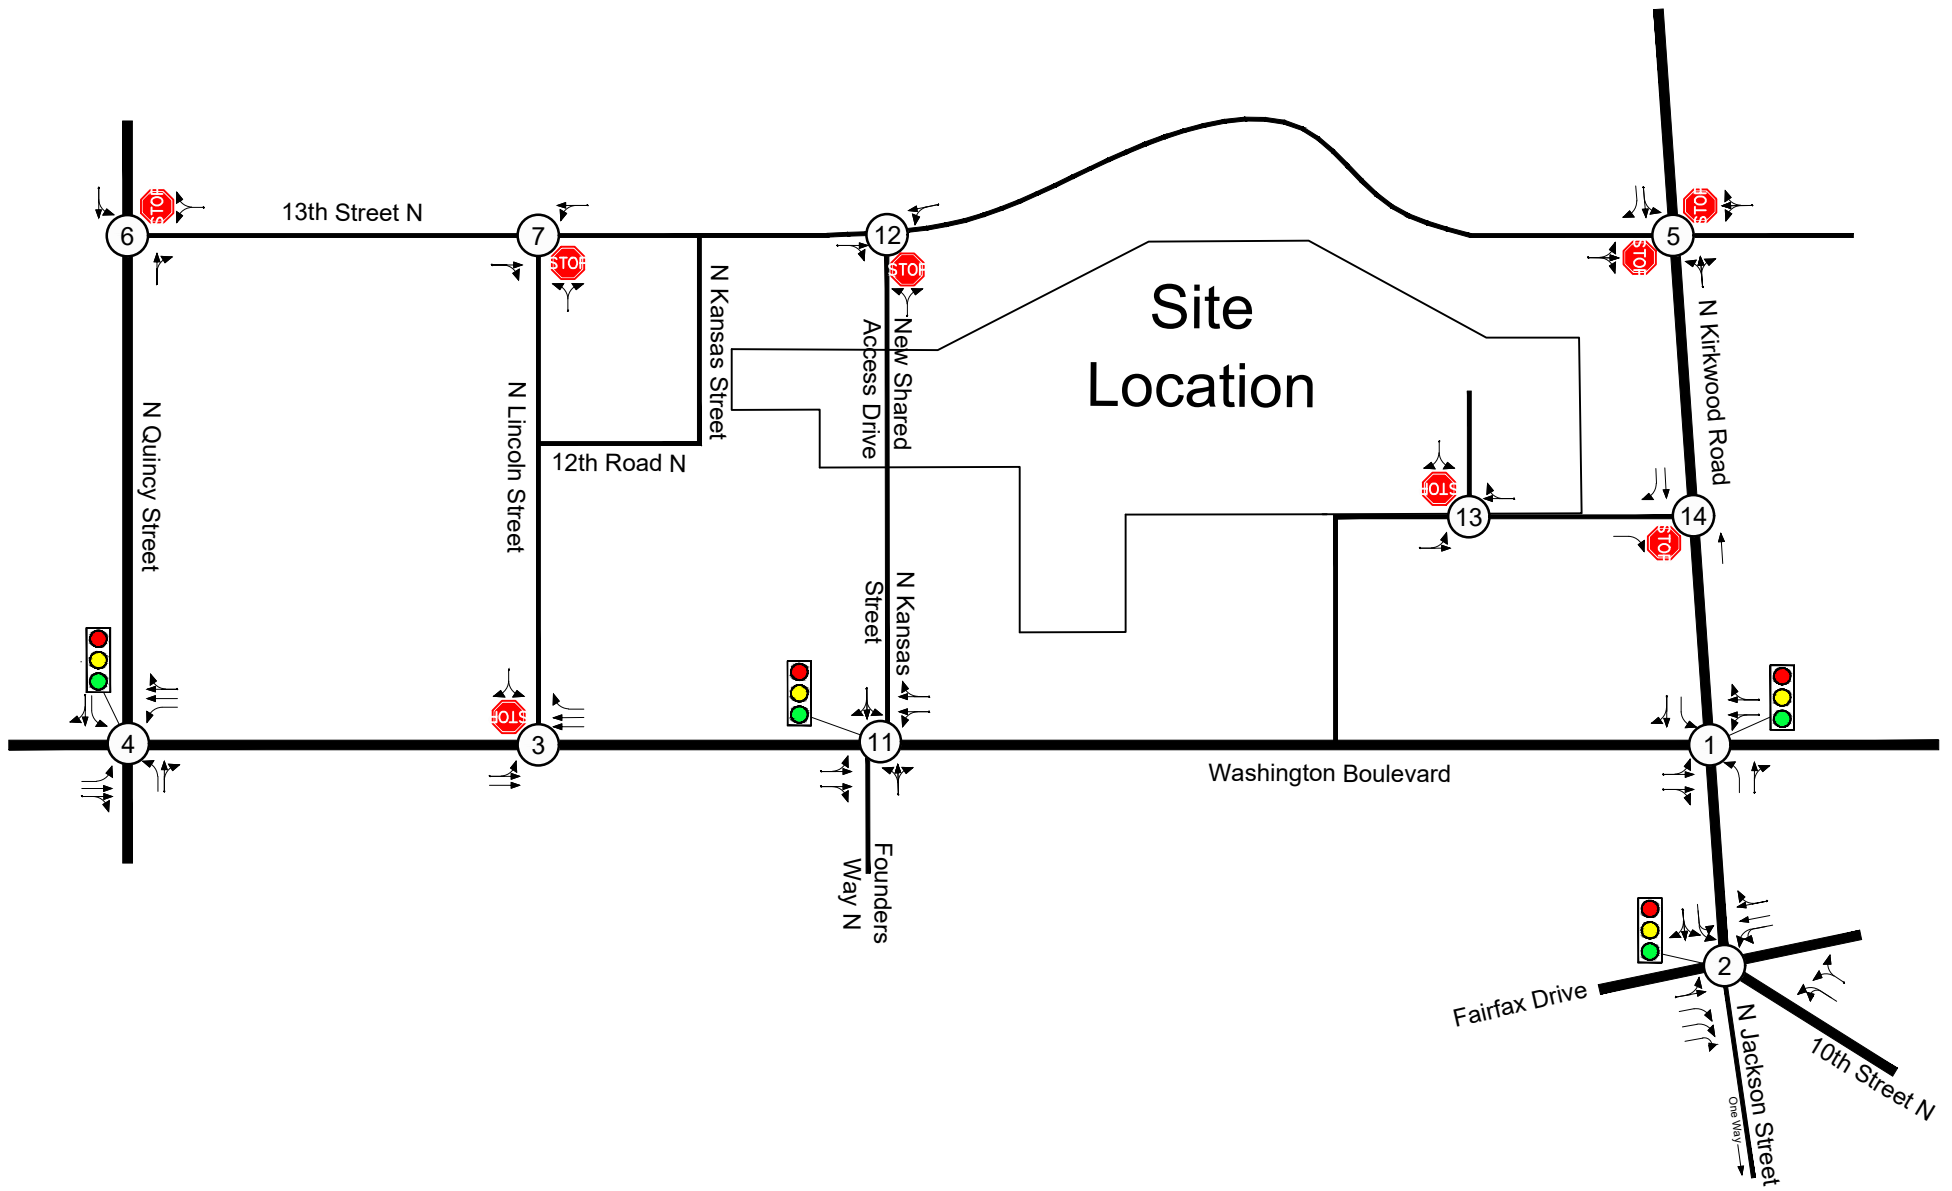 STOP
STOP
6
13th Street N
7
12
5
STOP
STOP
STOP
STOP
N Kansas Street
Site
Location
N Kirkwood Road
New Shared
Access Drive
N Quincy Street
N Lincoln Street
12th Road N
STOP
13
14
STOP
N Kansas
Street
STOP
4
3
11
1
Washington Boulevard
Founders
Way N
2
Fairfax Drive
N Jackson Street
One Way
10th Street N